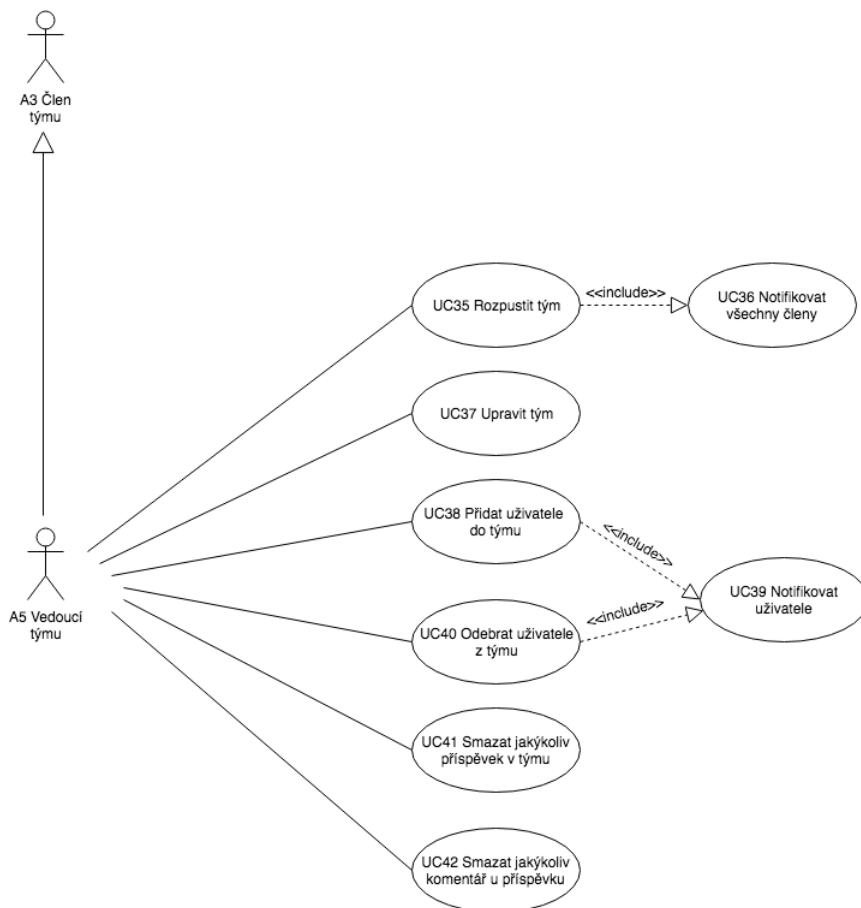 A3 Člen
týmu
UC35 Rozpustit tým
<<include>>
UC36 Notifikovat
všechny členy
UC37 Upravit tým
UC38 Přidat uživatele
do týmu
<<include>>
A5 Vedoucí
týmu
UC39 Notifikovat
uživatele
<<include>>
UC40 Odebrat uživatele
z týmu
UC41 Smazat jakýkoliv
příspěvek v týmu
UC42 Smazat jakýkoliv
komentář u příspěvku